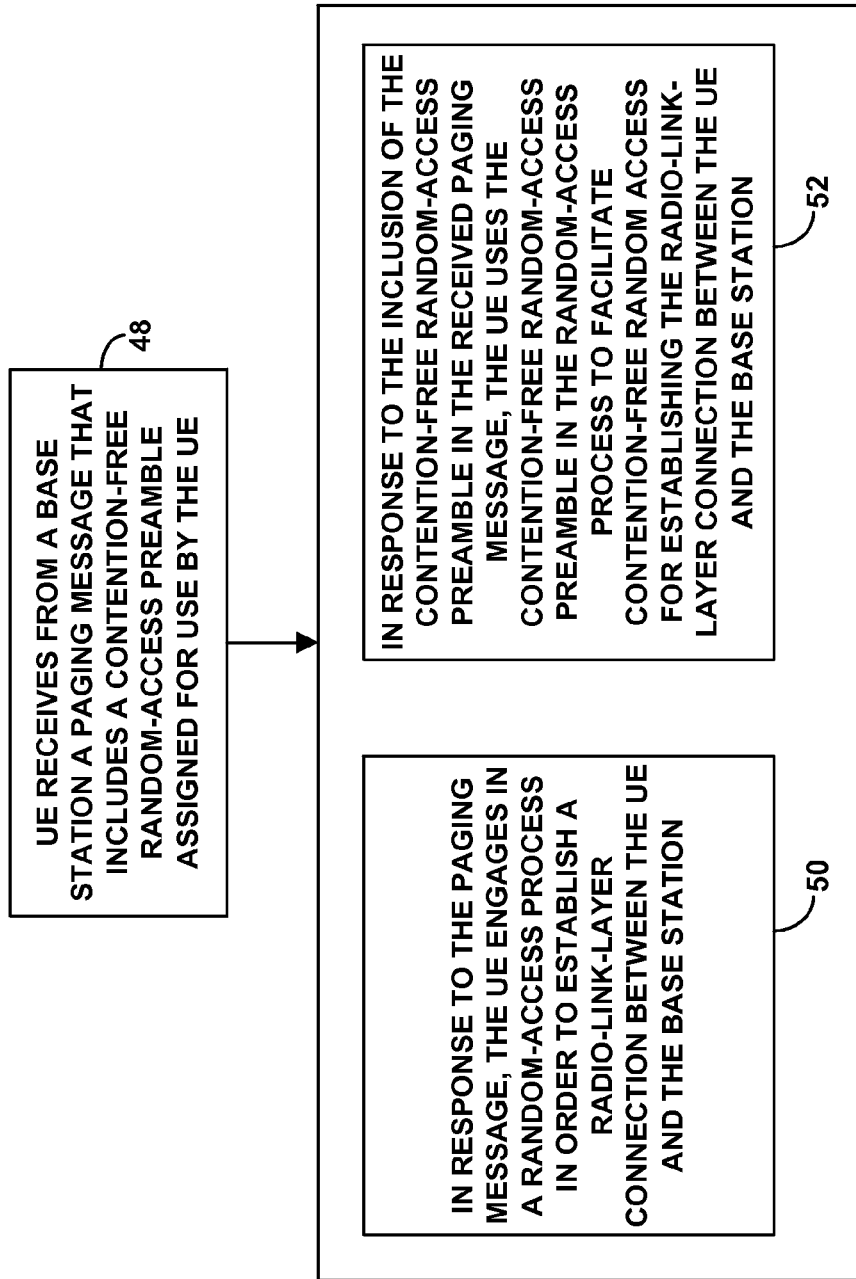 UE RECEIVES FROM A BASE
STATION A PAGING MESSAGE THAT
INCLUDES A CONTENTION-FREE
RANDOM-ACCESS PREAMBLE
ASSIGNED FOR USE BY THE UE
48
IN RESPONSE TO THE PAGING
MESSAGE, THE UE ENGAGES IN
A RANDOM-ACCESS PROCESS
IN ORDER TO ESTABLISH A
RADIO-LINK-LAYER
CONNECTION BETWEEN THE UE
AND THE BASE STATION
50
IN RESPONSE TO THE INCLUSION OF THE
CONTENTION-FREE RANDOM-ACCESS
PREAMBLE IN THE RECEIVED PAGING
MESSAGE, THE UE USES THE
CONTENTION-FREE RANDOM-ACCESS
PREAMBLE IN THE RANDOM-ACCESS
PROCESS TO FACILITATE
CONTENTION-FREE RANDOM ACCESS
FOR ESTABLISHING THE RADIO-LINK-
LAYER CONNECTION BETWEEN THE UE
AND THE BASE STATION
52